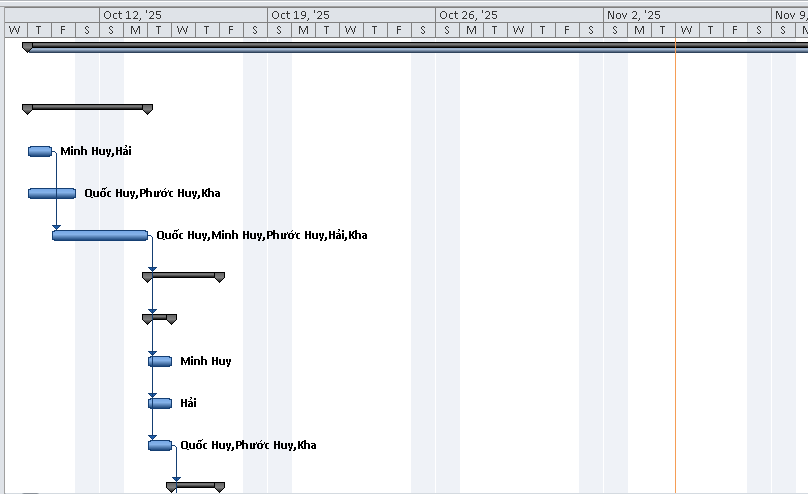 Oct 12, '25 Oct 19, '25 Oct 26, '25 Nov 2, '25 Nov 9,
W T F S S M T W T F S S M T W T F S S M T W T F S S M T W T F S S M
Minh Huy,Hải
Quốc Huy,Phước Huy,Kha
Quốc Huy,Minh Huy,Phước Huy,Hải,Kha
Minh Huy
Hải
Quốc Huy,Phước Huy,Kha